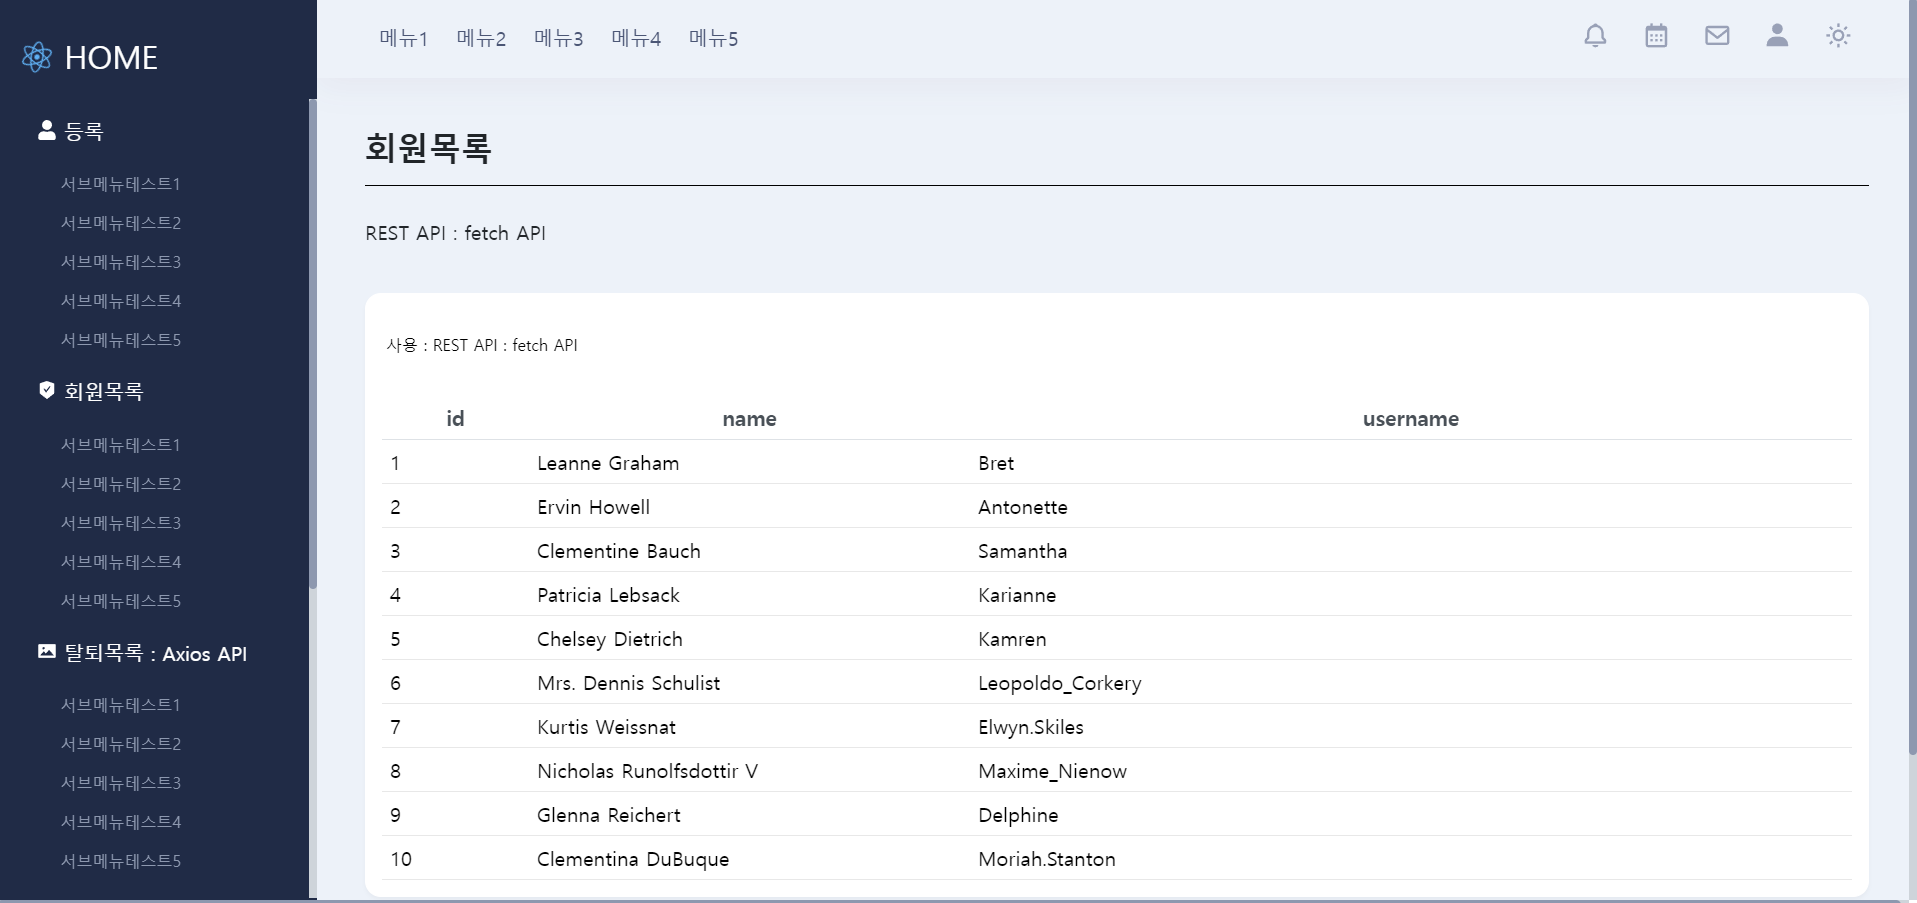 HOME
등록
서브메뉴테스트1
서브메뉴테스트2
서브메뉴테스트3
서브메뉴테스트4
서브메뉴테스트5
회원목록
서브메뉴테스트1
서브메뉴테스트2
서브메뉴테스트3
서브메뉴테스트4
서브메뉴테스트5
탈퇴목록 : Axios API
서브메뉴테스트1
서브메뉴테스트2
서브메뉴테스트3
서브메뉴테스트4
서브메뉴테스트5
메뉴1 메뉴2 메뉴3 메뉴4 메뉴5
회원목록
REST API : fetch API
사용 : REST API : fetch API
id name username
1 Leanne Graham Bret
2 Ervin Howell Antonette
3 Clementine Bauch Samantha
4 Patricia Lebsack Karianne
5 Chelsey Dietrich Kamren
6 Mrs. Dennis Schulist Leopoldo_Corkery
7 Kurtis Weissnat Elwyn.Skiles
8 Nicholas Runolfsdottir V Maxime_Nienow
9 Glenna Reichert Delphine
10 Clementina DuBuque Moriah.Stanton